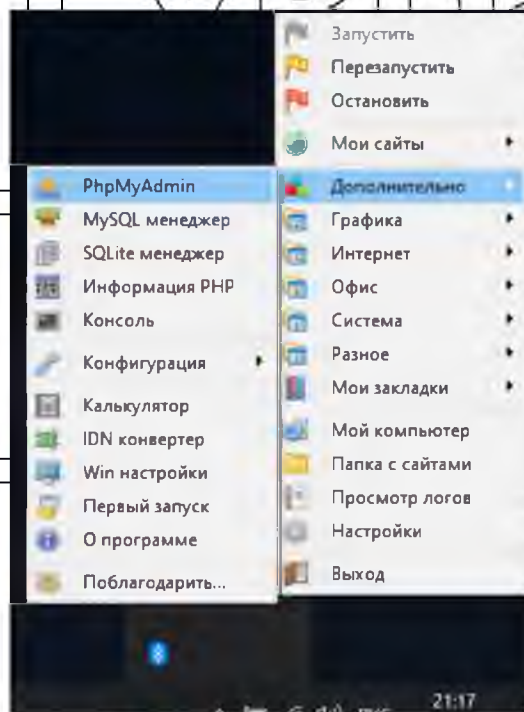 Запустить
Перезапустить
Остановить
Мои сайты
Дополнительно
Графика
Интернет
Офис
Система
Разное
Мои закладки
Мой компьютер
Папка с сайтами
Просмотр логов
Настройки
Выход
PhpMyAdmin
MySQL менеджер
SQLite менеджер
Информация PHP
Консоль
Конфигурация
Калькулятор
IDN конвертер
Win настройки
Первый запуск
О программе
Поблагодарить...
21:17